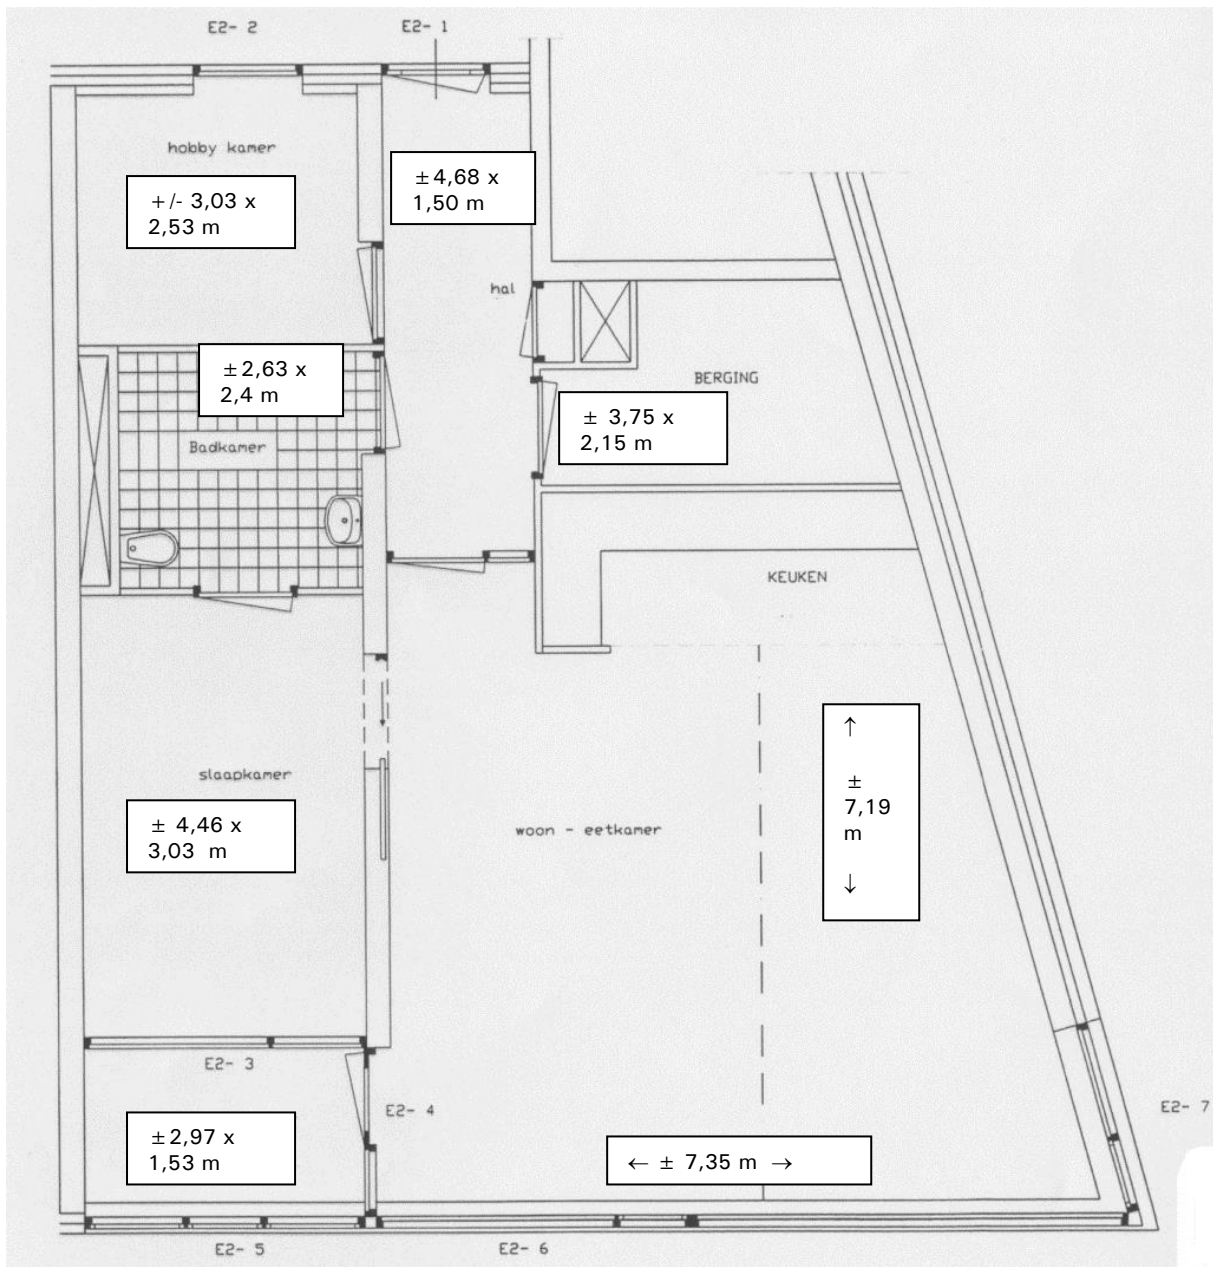 E2- 2
E2- 1
hobby kamer
+/- 3,03 x
2,53 m
±4,68 x
1,50 m
hal
±2,63 x
2,4 m
BERGING
± 3,75 x
2,15 m
Badkamer
KEUKEN
↑
±
7,19
m
↓
slaapkamer
± 4,46 x
3,03 m
woon - eetkamer
E2- 3
E2- 4
E2- 7
±2,97 x
1,53 m
← ± 7,35 m →
E2- 5
E2- 6